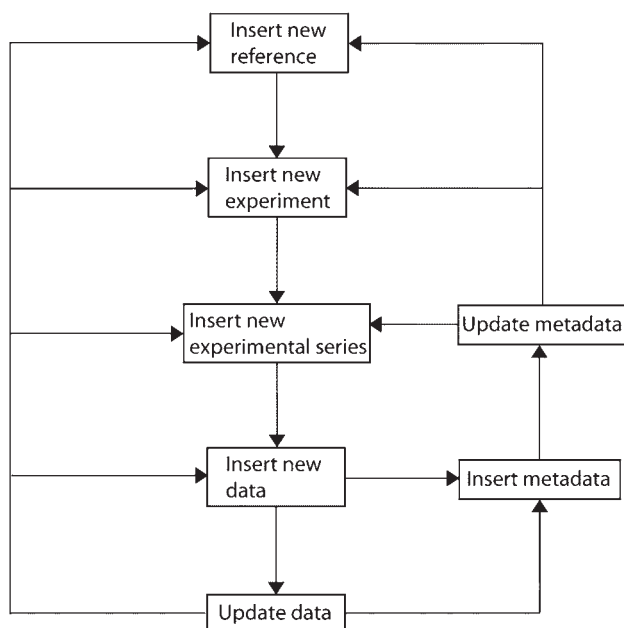 Insert new
reference
Insert new
experiment
Insert new
experimental series
Update metadata
Insert new
data
Insert metadata
Update data